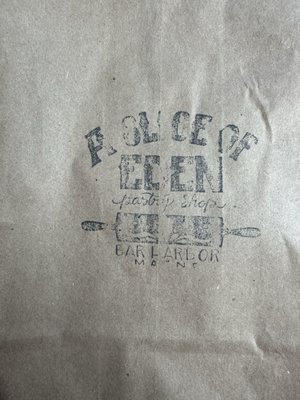 A SLICE OF
EDEN
pastry shop
BAR HARBOR
MAINE